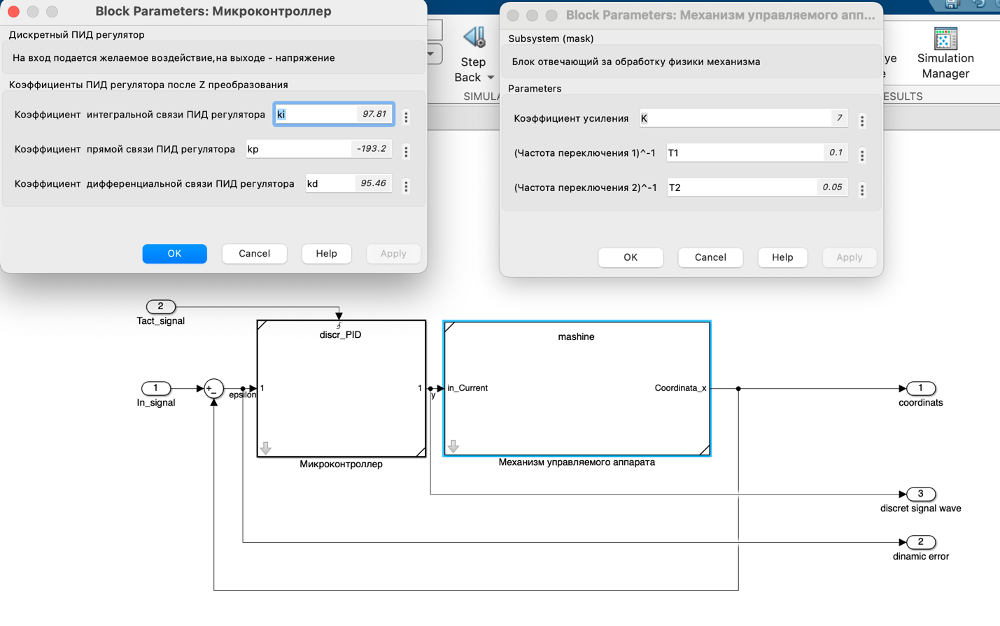 Block Parameters: Микроконтроллер
Дискретный ПИД регулятор
На вход подается желаемое воздействие,на выходе - напряжение
Коэффициенты ПИД регулятора после Z преобразования
Коэффициент интегральной связи ПИД регулятора ki 97.81
Коэффициент прямой связи ПИД регулятора kp -193.2
Коэффициент дифференциальной связи ПИД регулятора kd 95.46
OK Cancel Help Apply
Step
Back
SIMULA
Block Parameters: Механизм управляемого апп...
Subsystem (mask)
Блок отвечающий за обработку физики механизма
Parameters
Коэффициент усиления K 7
(Частота переключения 1)^-1 T1 0.1
(Частота переключения 2)^-1 T2 0.05
OK Cancel Help Apply
ye
Simulation
Manager
ESULTS
2
Tact_signal
discr_PID
mashine
1
In_signal
+
-
epsilon
1
1
y
in_Current
Coordinata_x
1
coordinats
Микроконтроллер
Механизм управляемого аппарата
3
discret signal wave
2
dinamic error